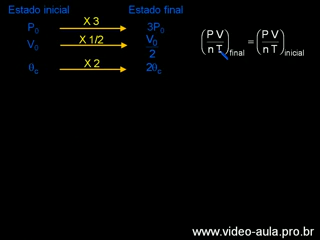 Estado inicial Estado final
P₀ X 3 3P₀
V₀ X 1/2 V₀/2
θc X 2 2θc
(P V / n T)final = (P V / n T)inicial
www.video-aula.pro.br